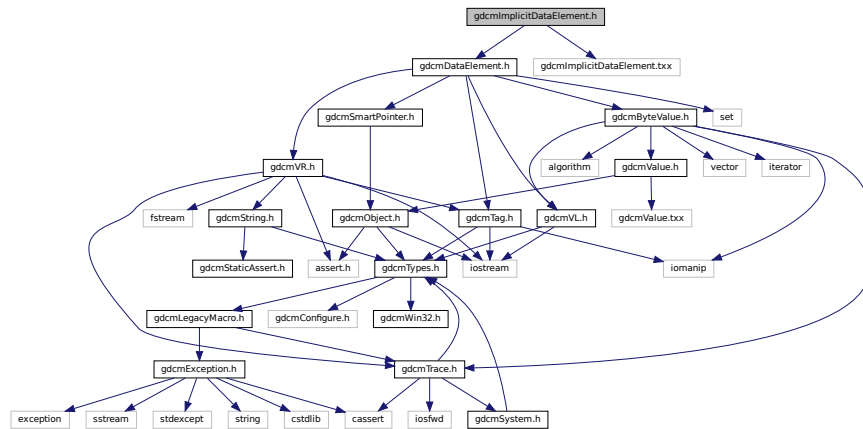 gdcmImplicitDataElement.h
gdcmDataElement.h
gdcmImplicitDataElement.txx
gdcmSmartPointer.h
gdcmByteValue.h
set
gdcmVR.h
algorithm
gdcmValue.h
vector
iterator
fstream
gdcmString.h
gdcmObject.h
gdcmTag.h
gdcmVL.h
gdcmValue.txx
gdcmStaticAssert.h
assert.h
gdcmTypes.h
iostream
iomanip
gdcmLegacyMacro.h
gdcmConfigure.h
gdcmWin32.h
gdcmException.h
gdcmTrace.h
exception
sstream
stdexcept
string
cstdlib
cassert
iosfwd
gdcmSystem.h